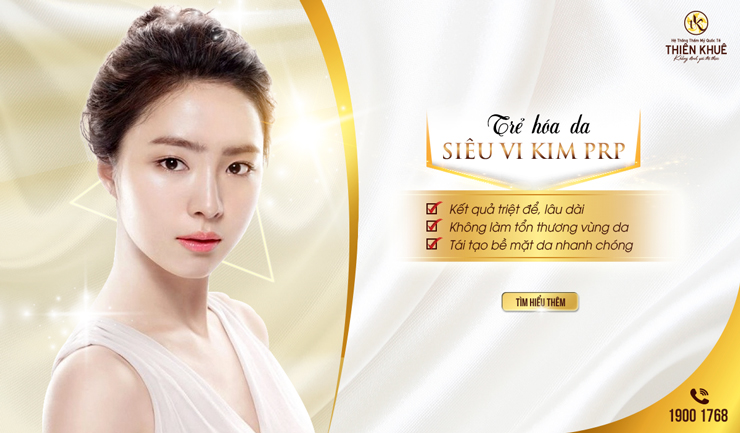 Hệ Thống Thẩm Mỹ Quốc Tế
THIÊN KHUÊ
Trẻ hóa da
SIÊU VI KIM PRP
Kết quả triệt để, lâu dài
Không làm tổn thương vùng da
Tái tạo bề mặt da nhanh chóng
TÌM HIỂU THÊM
1900 1768